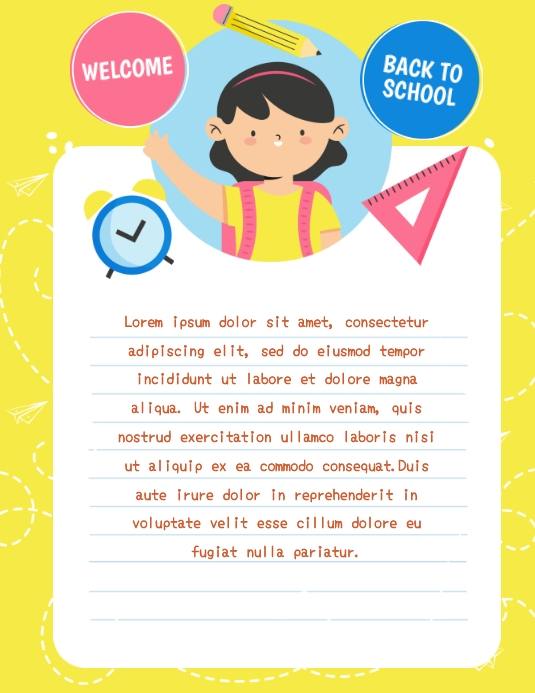 WELCOME
BACK TO
SCHOOL
Lorem ipsum dolor sit amet, consectetur
adipiscing elit, sed do eiusmod tempor
incididunt ut labore et dolore magna
aliqua. Ut enim ad minim veniam, quis
nostrud exercitation ullamco laboris nisi
ut aliquip ex ea commodo consequat.Duis
aute irure dolor in reprehenderit in
voluptate velit esse cillum dolore eu
fugiat nulla pariatur.